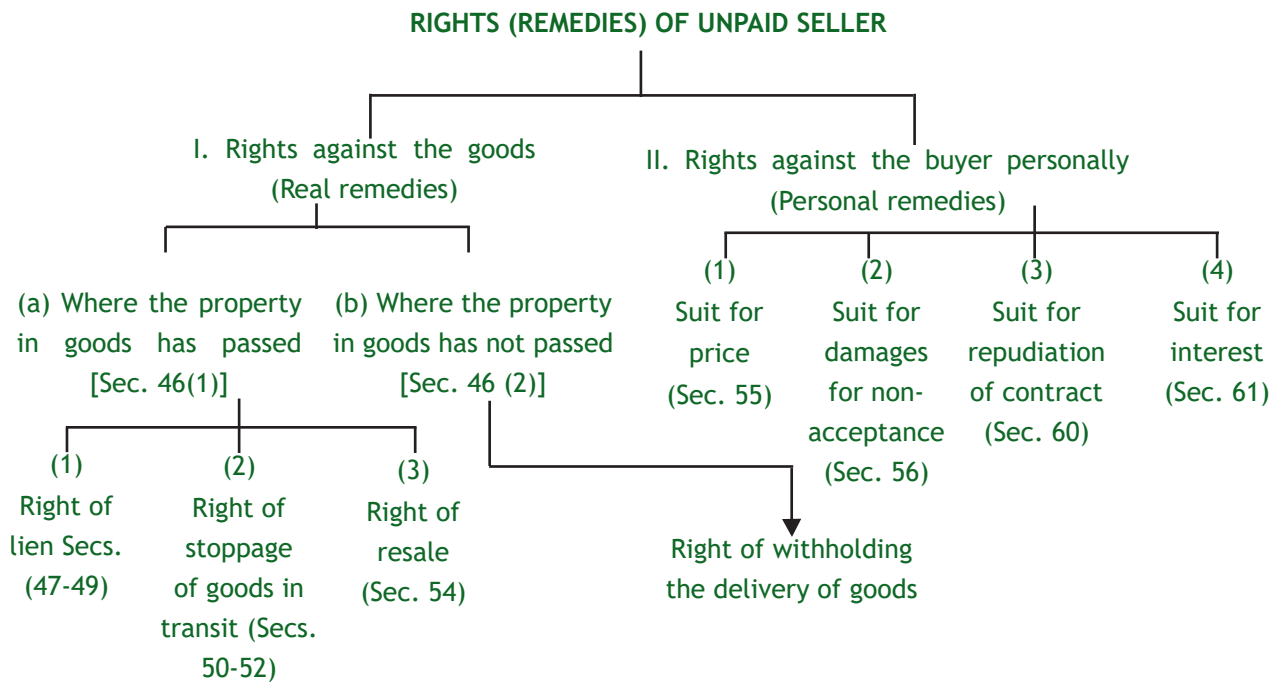 RIGHTS (REMEDIES) OF UNPAID SELLER
I. Rights against the goods
(Real remedies)
II. Rights against the buyer personally
(Personal remedies)
(a) Where the property
in goods has passed
[Sec. 46(1)]
(b) Where the property
in goods has not passed
[Sec. 46 (2)]
(1)
Suit for
price
(Sec. 55)
(2)
Suit for
damages
for non-
acceptance
(Sec. 56)
(3)
Suit for
repudiation
of contract
(Sec. 60)
(4)
Suit for
interest
(Sec. 61)
(1)
Right of
lien Secs.
(47-49)
(2)
Right of
stoppage
of goods in
transit (Secs.
50-52)
(3)
Right of
resale
(Sec. 54)
Right of withholding
the delivery of goods